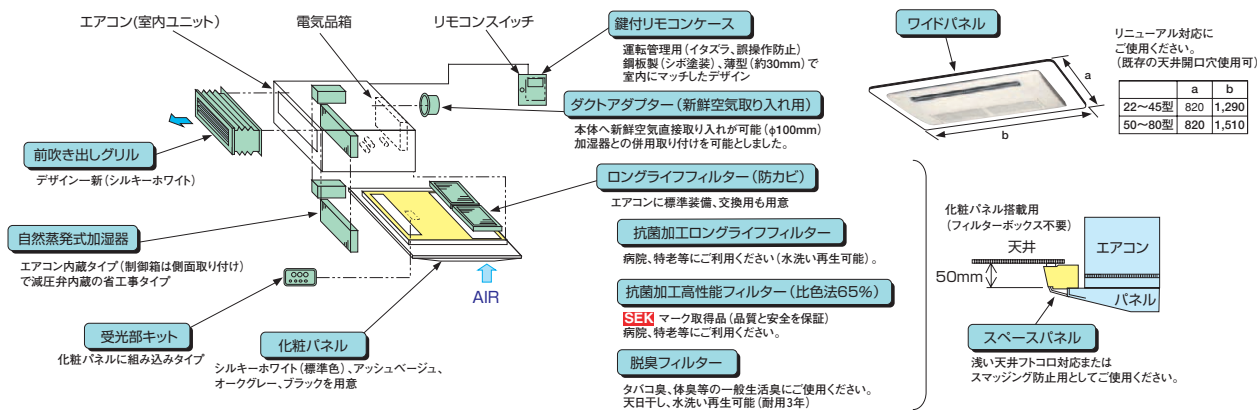 エアコン(室内ユニット)
電気品箱
リモコンスイッチ
鍵付リモコンケース
運転管理用(イタズラ、誤操作防止)
鋼板製(シボ塗装)、薄型(約30mm)で
室内にマッチしたデザイン
ダクトアダプター(新鮮空気取り入れ用)
本体へ新鮮空気直接取り入れが可能(φ100mm)
加湿器との併用取り付けを可能としました。
前吹き出しグリル
デザイン一新(シルキーホワイト)
ロングライフフィルター(防カビ)
エアコンに標準装備、交換用も用意
自然蒸発式加湿器
エアコン内蔵タイプ(制御箱は側面取り付け)
で減圧弁内蔵の省工事タイプ
抗菌加工ロングライフフィルター
病院、特老等にご利用ください(水洗い再生可能)。
AIR
抗菌加工高性能フィルター(比色法65%)
SEK マーク取得品(品質と安全を保証)
病院、特老等にご利用ください。
受光部キット
化粧パネルに組み込みタイプ
化粧パネル
シルキーホワイト(標準色)、アッシュベージュ、
オークグレー、ブラックを用意
脱臭フィルター
タバコ臭、体臭等の一般生活臭にご使用ください。
天日干し、水洗い再生可能(耐用3年)
ワイドパネル
a
b
リニューアル対応に
ご使用ください。
(既存の天井開口穴使用可)
a b
22〜45型 820 1,290
50〜80型 820 1,510
化粧パネル搭載用
(フィルターボックス不要)
天井
エアコン
50mm
パネル
スペースパネル
浅い天井フトコロ対応または
スマッジング防止用としてご使用ください。